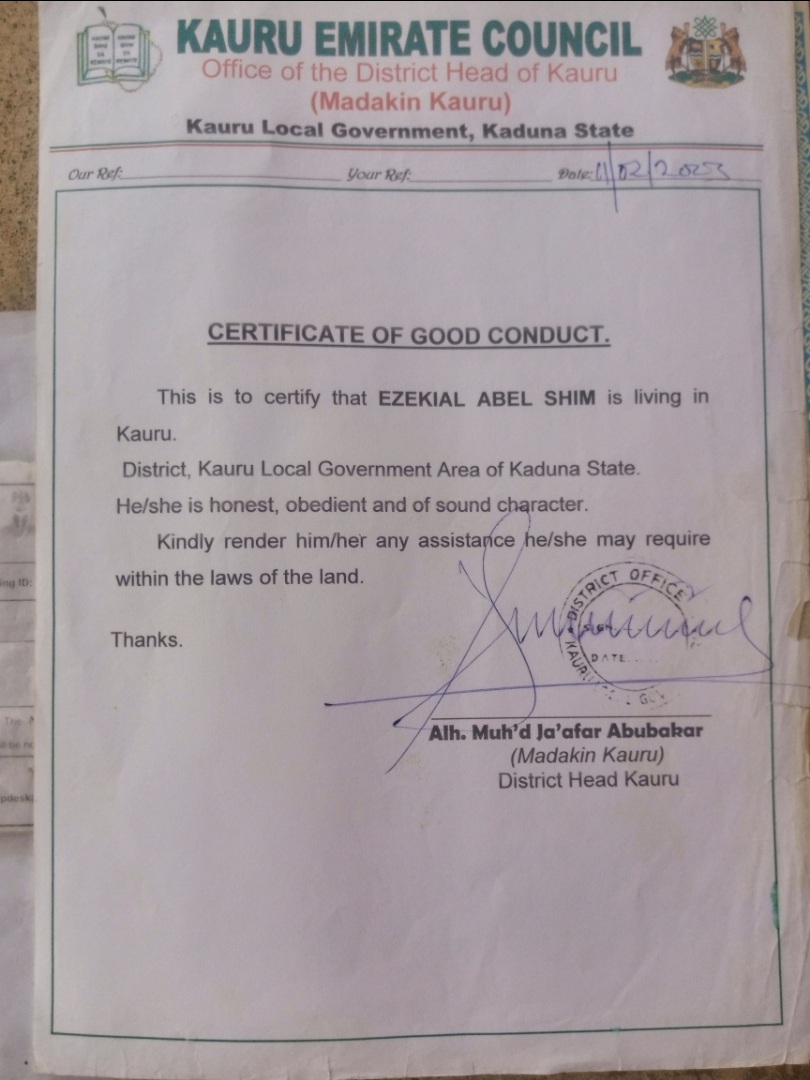 KAURU EMIRATE COUNCIL
Office of the District Head of Kauru
(Madakin Kauru)
Kauru Local Government, Kaduna State
Our Ref: Your Ref: Date: 11/02/2023
CERTIFICATE OF GOOD CONDUCT.
This is to certify that EZEKIAL ABEL SHIM is living in
Kauru.
District, Kauru Local Government Area of Kaduna State.
He/she is honest, obedient and of sound character.
Kindly render him/her any assistance he/she may require
within the laws of the land.
Thanks.
DISTRICT OFFICE
DATE
KAURU
Alh. Muh'd Ja'afar Abubakar
(Madakin Kauru)
District Head Kauru
ing ID: